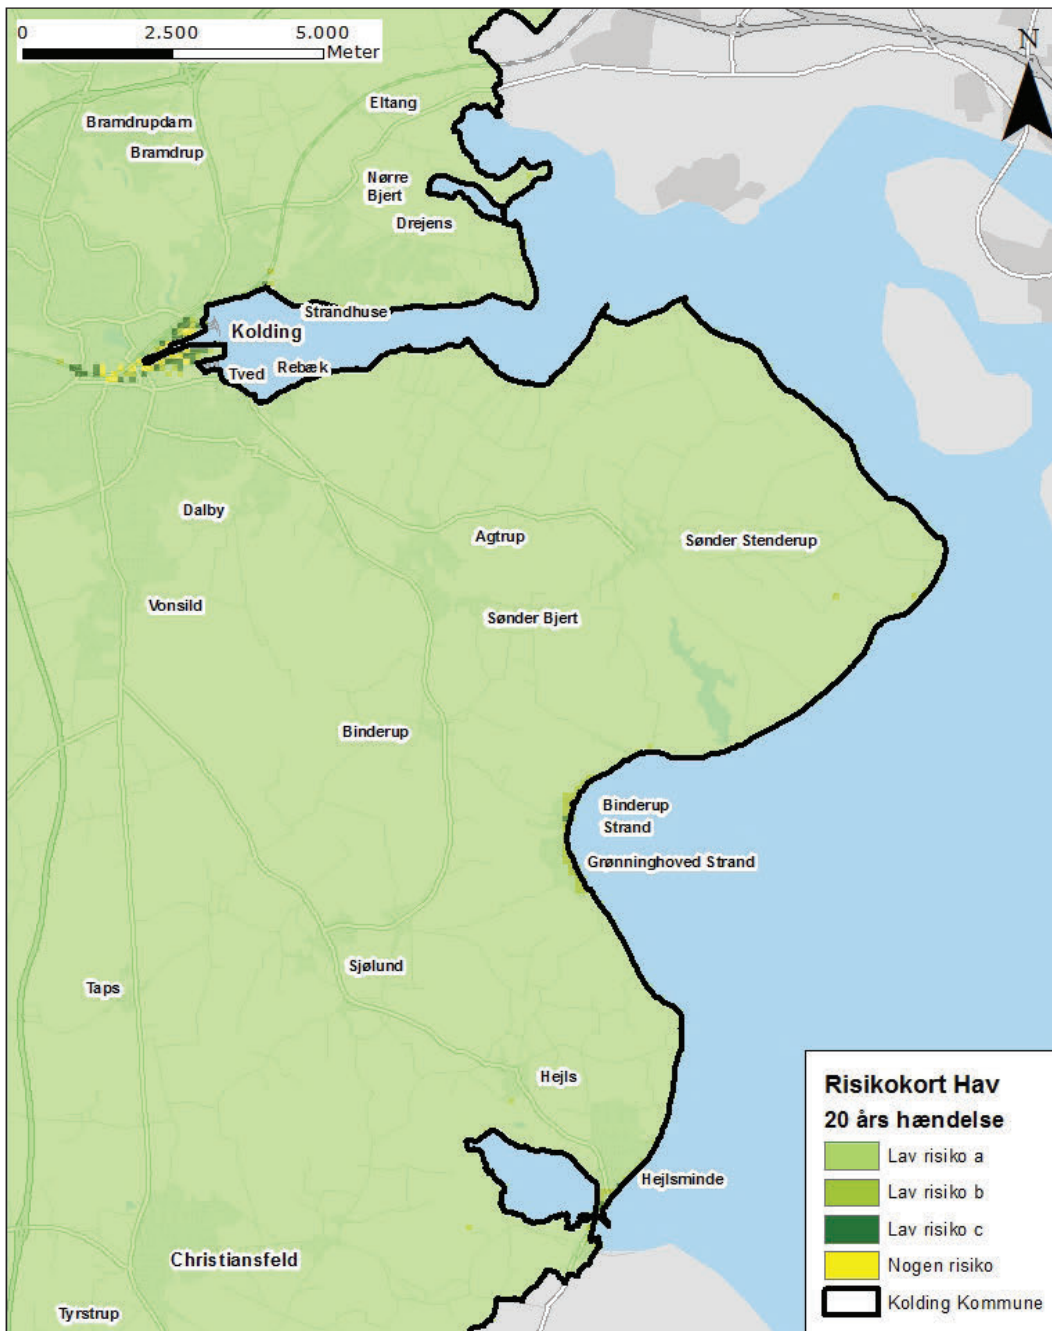 0 2.500 5.000
Meter
N
Eltang
Bramdrupdam
Bramdrup
Nørre
Bjert
Drejens
Strandhuse
Kolding
Rebæk
Tved
Dalby
Agtrup
Sønder Stenderup
Vonsild
Sønder Bjert
Binderup
Binderup
Strand
Grønninghoved Strand
Sjølund
Taps
Hejls
Hejlsminde
Christiansfeld
Tyrstrup
Risikokort Hav
20 års hændelse
Lav risiko a
Lav risiko b
Lav risiko c
Nogen risiko
Kolding Kommune